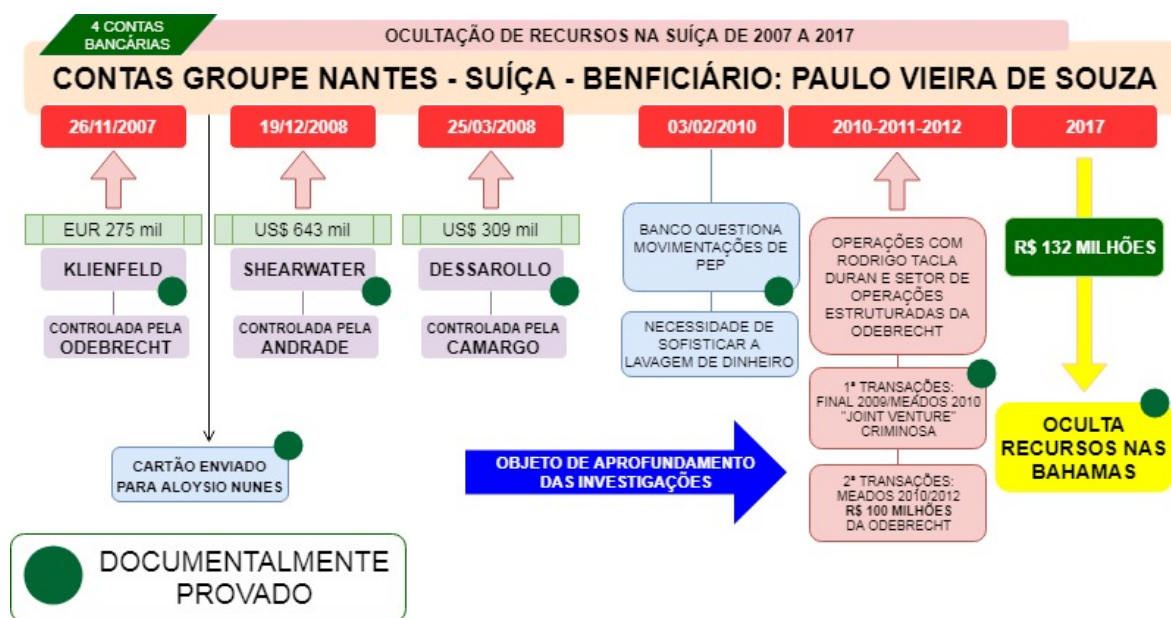 4 CONTAS
BANCÁRIAS
OCULTAÇÃO DE RECURSOS NA SUÍÇA DE 2007 A 2017
CONTAS GROUPE NANTES - SUÍÇA - BENFICIÁRIO: PAULO VIEIRA DE SOUZA
26/11/2007
19/12/2008
25/03/2008
03/02/2010
2010-2011-2012
2017
EUR 275 mil
KLIENFELD
CONTROLADA PELA
ODEBRECHT
US$ 643 mil
SHEARWATER
CONTROLADA PELA
ANDRADE
US$ 309 mil
DESSAROLLO
CONTROLADA PELA
CAMARGO
BANCO QUESTIONA
MOVIMENTAÇÕES DE
PEP
NECESSIDADE DE
SOFISTICAR A
LAVAGEM DE DINHEIRO
OPERAÇÕES COM
RODRIGO TACLA
DURAN E SETOR DE
OPERAÇÕES
ESTRUTURADAS DA
ODEBRECHT
1ª TRANSAÇÕES:
FINAL 2009/MEADOS 2010
"JOINT VENTURE"
CRIMINOSA
2ª TRANSAÇÕES:
MEADOS 2010/2012
R$ 100 MILHÕES
DA ODEBRECHT
R$ 132 MILHÕES
OCULTA
RECURSOS NAS
BAHAMAS
CARTÃO ENVIADO
PARA ALOYSIO NUNES
OBJETO DE APROFUNDAMENTO
DAS INVESTIGAÇÕES
DOCUMENTALMENTE
PROVADO